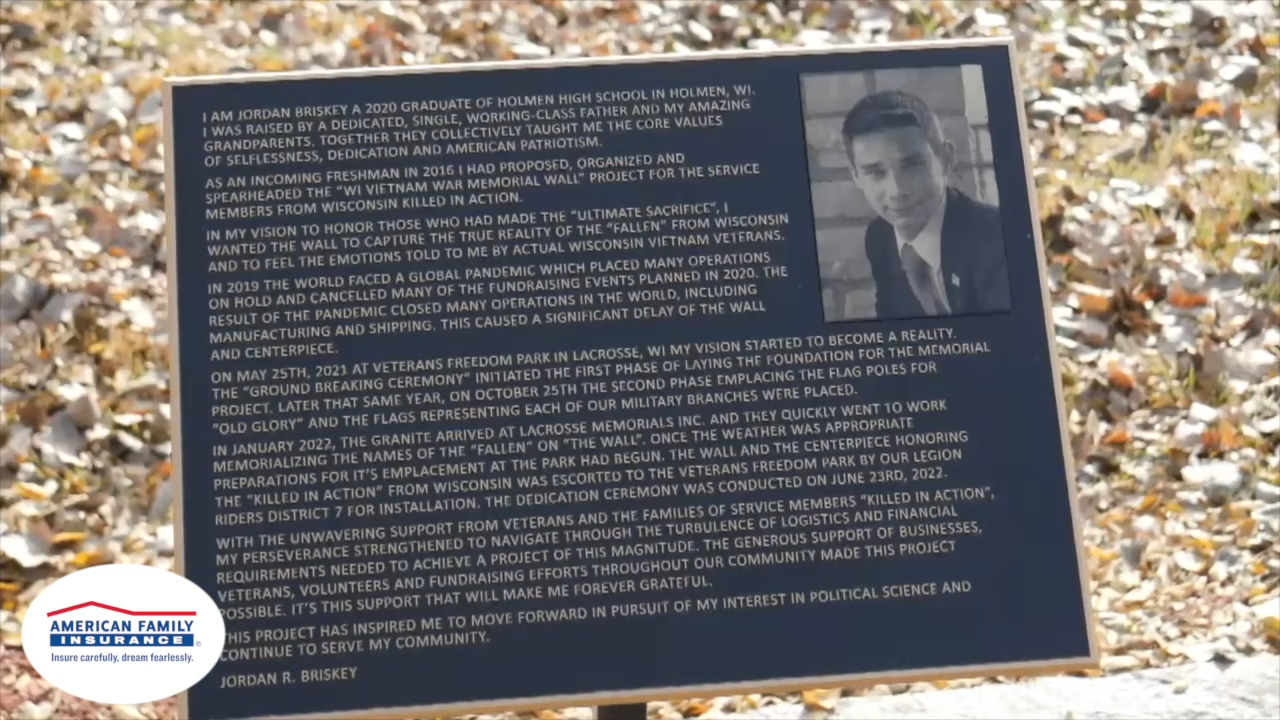 I AM JORDAN BRISKEY A 2020 GRADUATE OF HOLMEN HIGH SCHOOL IN HOLMEN, WI.
I WAS RAISED BY A DEDICATED, SINGLE, WORKING-CLASS FATHER AND MY AMAZING
GRANDPARENTS. TOGETHER THEY COLLECTIVELY TAUGHT ME THE CORE VALUES
OF SELFLESSNESS, DEDICATION AND AMERICAN PATRIOTISM.
AS AN INCOMING FRESHMAN IN 2016 I HAD PROPOSED, ORGANIZED AND
SPEARHEADED THE "WI VIETNAM WAR MEMORIAL WALL" PROJECT FOR THE SERVICE
MEMBERS FROM WISCONSIN KILLED IN ACTION.
IN MY VISION TO HONOR THOSE WHO HAD MADE THE "ULTIMATE SACRIFICE", I
WANTED THE WALL TO CAPTURE THE TRUE REALITY OF THE "FALLEN" FROM WISCONSIN
AND TO FEEL THE EMOTIONS TOLD TO ME BY ACTUAL WISCONSIN VIETNAM VETERANS.
IN 2019 THE WORLD FACED A GLOBAL PANDEMIC WHICH PLACED MANY OPERATIONS
ON HOLD AND CANCELLED MANY OF THE FUNDRAISING EVENTS PLANNED IN 2020. THE
RESULT OF THE PANDEMIC CLOSED MANY OPERATIONS IN THE WORLD, INCLUDING
MANUFACTURING AND SHIPPING. THIS CAUSED A SIGNIFICANT DELAY OF THE WALL
AND CENTERPIECE.
ON MAY 25TH, 2021 AT VETERANS FREEDOM PARK IN LACROSSE, WI MY VISION STARTED TO BECOME A REALITY.
THE "GROUND BREAKING CEREMONY" INITIATED THE FIRST PHASE OF LAYING THE FOUNDATION FOR THE MEMORIAL
PROJECT. LATER THAT SAME YEAR, ON OCTOBER 25TH THE SECOND PHASE EMPLACING THE FLAG POLES FOR
"OLD GLORY" AND THE FLAGS REPRESENTING EACH OF OUR MILITARY BRANCHES WERE PLACED.
IN JANUARY 2022, THE GRANITE ARRIVED AT LACROSSE MEMORIALS INC. AND THEY QUICKLY WENT TO WORK
MEMORIALIZING THE NAMES OF THE "FALLEN" ON "THE WALL". ONCE THE WEATHER WAS APPROPRIATE
PREPARATIONS FOR IT'S EMPLACEMENT AT THE PARK HAD BEGUN. THE WALL AND THE CENTERPIECE HONORING
THE "KILLED IN ACTION" FROM WISCONSIN WAS ESCORTED TO THE VETERANS FREEDOM PARK BY OUR LEGION
RIDERS DISTRICT 7 FOR INSTALLATION. THE DEDICATION CEREMONY WAS CONDUCTED ON JUNE 23RD, 2022.
WITH THE UNWAVERING SUPPORT FROM VETERANS AND THE FAMILIES OF SERVICE MEMBERS "KILLED IN ACTION",
MY PERSEVERANCE STRENGTHENED TO NAVIGATE THROUGH THE TURBULENCE OF LOGISTICS AND FINANCIAL
REQUIREMENTS NEEDED TO ACHIEVE A PROJECT OF THIS MAGNITUDE. THE GENEROUS SUPPORT OF BUSINESSES,
VETERANS, VOLUNTEERS AND FUNDRAISING EFFORTS THROUGHOUT OUR COMMUNITY MADE THIS PROJECT
POSSIBLE. IT'S THIS SUPPORT THAT WILL MAKE ME FOREVER GRATEFUL.
THIS PROJECT HAS INSPIRED ME TO MOVE FORWARD IN PURSUIT OF MY INTEREST IN POLITICAL SCIENCE AND
CONTINUE TO SERVE MY COMMUNITY.
JORDAN R. BRISKEY
AMERICAN FAMILY
INSURANCE®
Insure carefully, dream fearlessly.